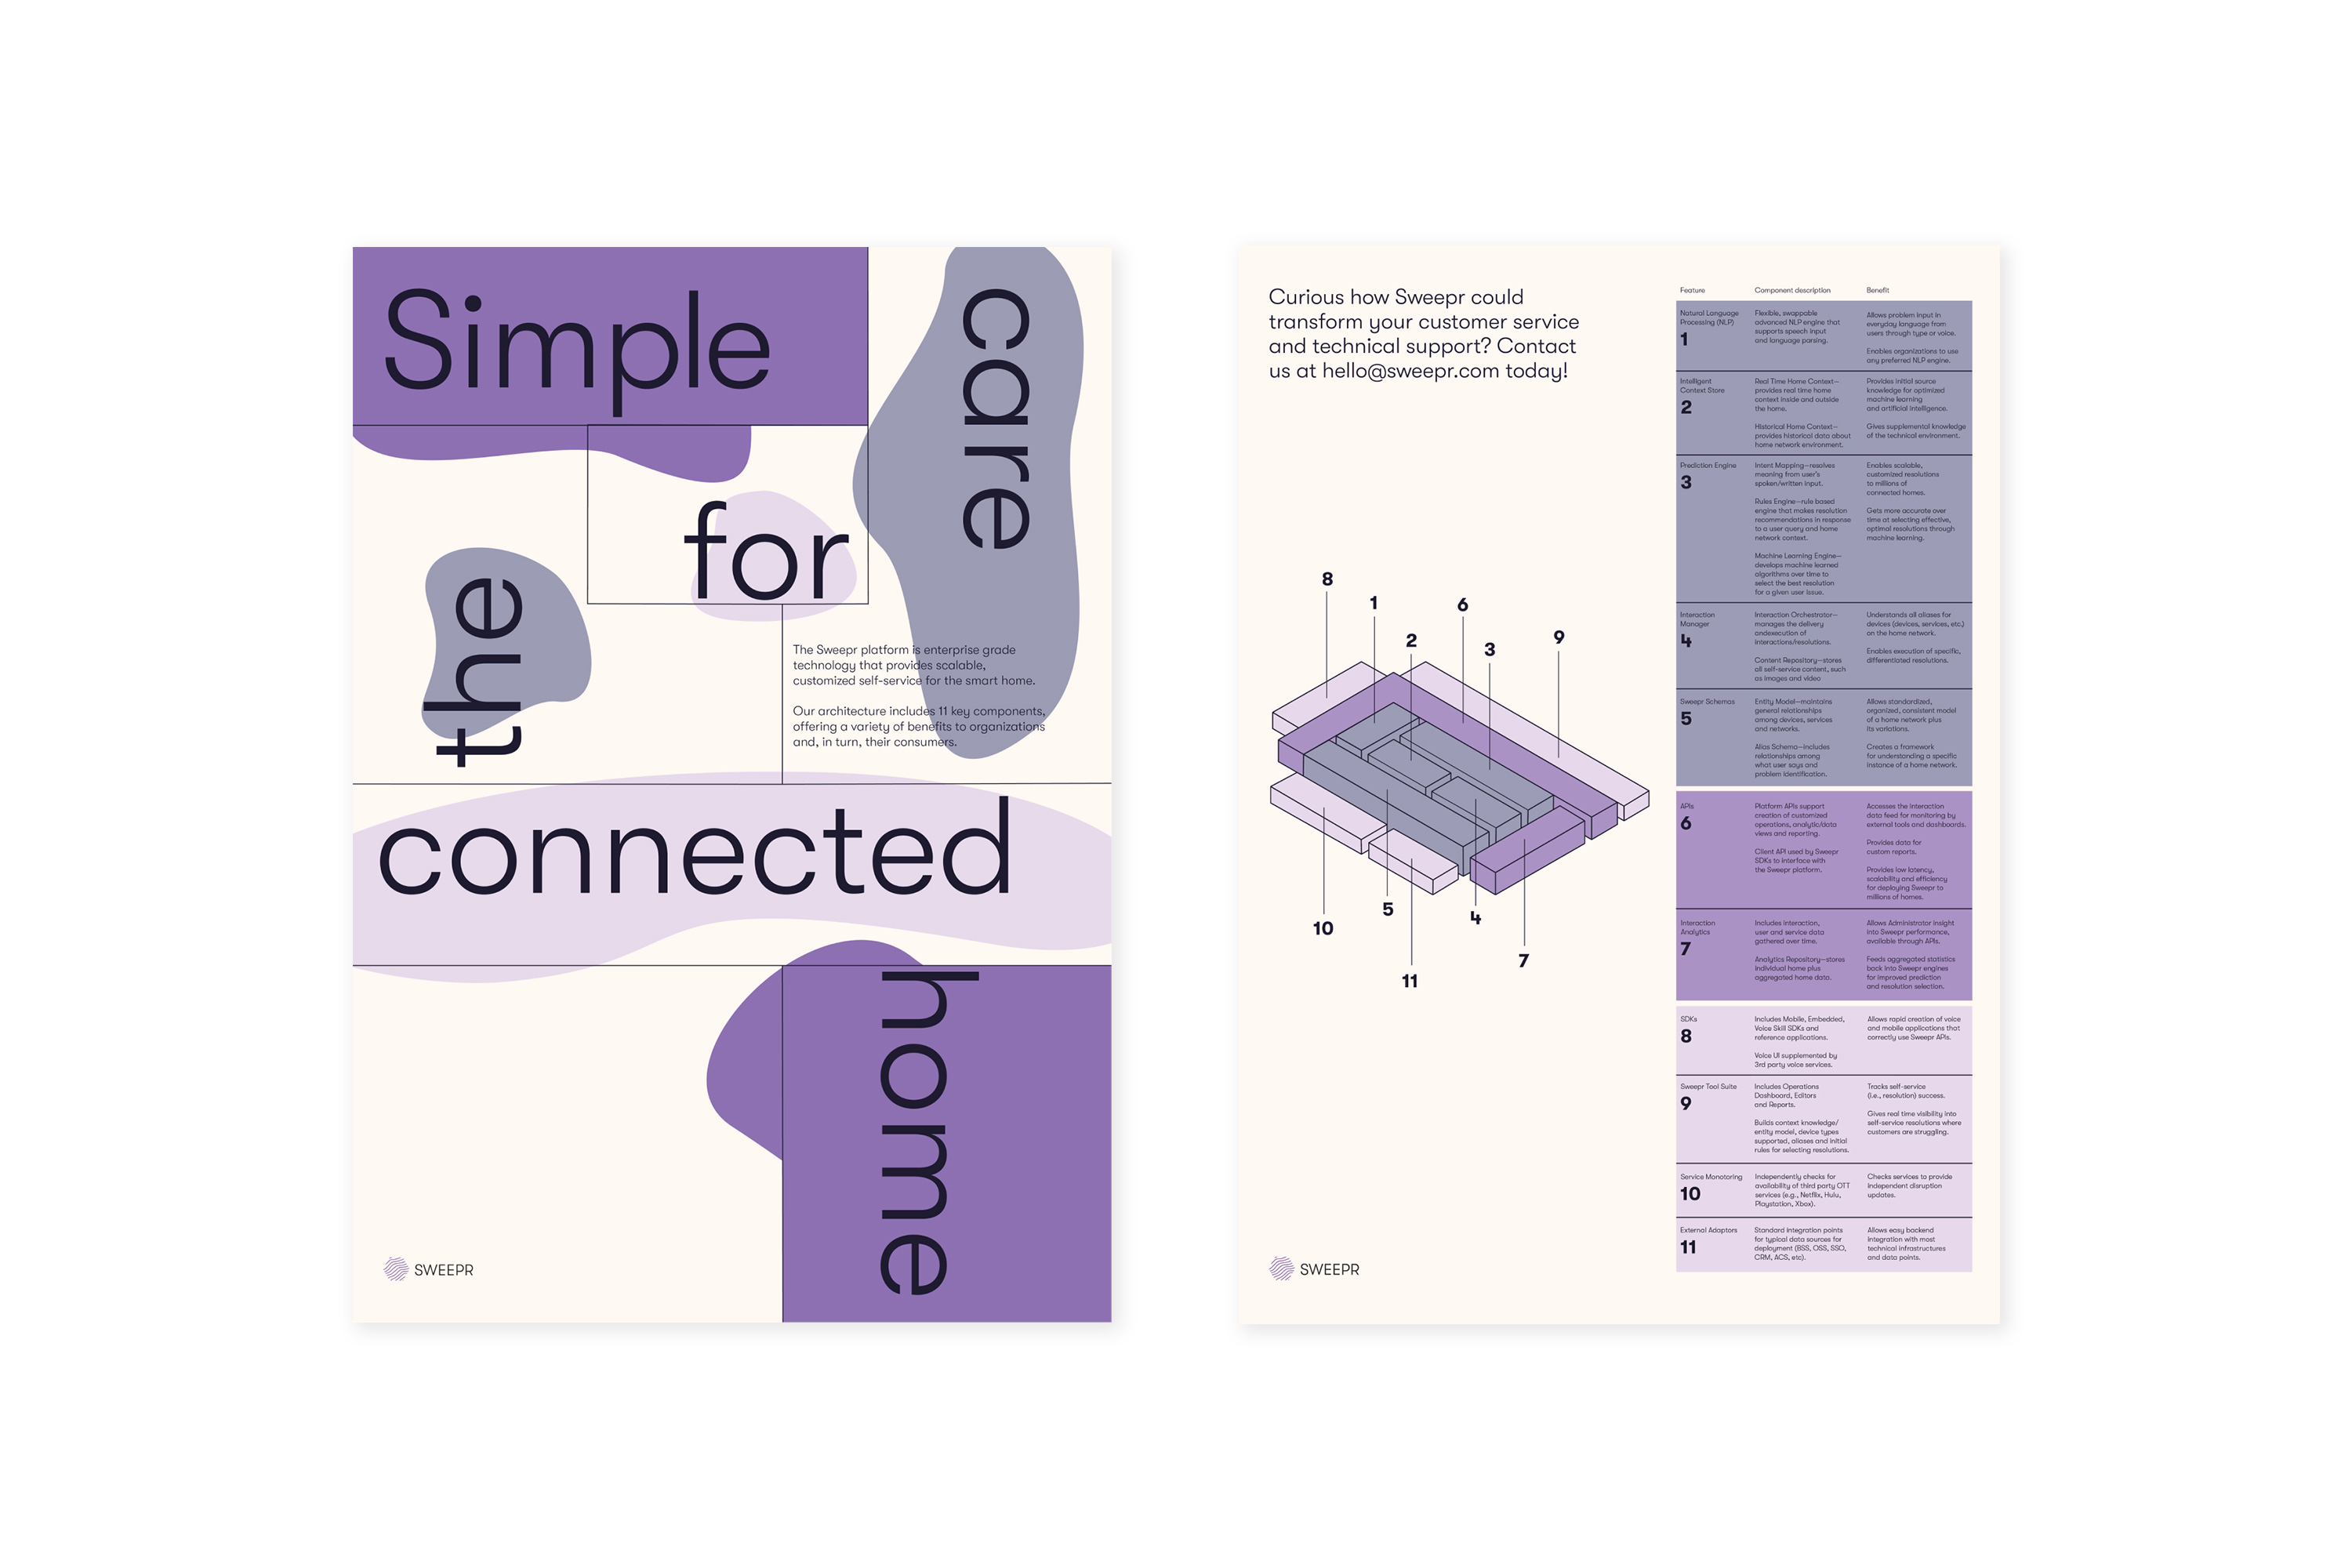 Simple
care
for
the
The Sweepr platform is enterprise grade
technology that provides scalable,
customized self-service for the smart home.
Our architecture includes 11 key components,
offering a variety of benefits to organizations
and, in turn, their consumers.
connected
home
SWEEPR
Curious how Sweepr could
transform your customer service
and technical support? Contact
us at hello@sweepr.com today!
8
1
6
2
3
9
10
5
4
11
7
SWEEPR
Feature
Component description
Benefit
Natural Language
Processing (NLP)
1
Flexible, swappable
advanced NLP engine that
supports speech input
and language parsing.
Allows problem input in
everyday language from
users through type or voice.
Enables organizations to use
any preferred NLP engine.
Intelligent
Context Store
2
Real Time Home Context—
provides real time home
context inside and outside
the home.
Historical Home Context—
provides historical data about
home network environment.
Provides initial source
knowledge for optimized
machine learning
and artificial intelligence.
Gives supplemental knowledge
of the technical environment.
Prediction Engine
3
Intent Mapping—resolves
meaning from user's
spoken/written input.
Rules Engine—rule based
engine that makes resolution
recommendations in response
to a user query and home
network context.
Machine Learning Engine—
develops machine learned
algorithms over time to
select the best resolution
for a given user issue.
Enables scalable,
customized resolutions
to millions of
connected homes.
Gets more accurate over
time at selecting effective,
optimal resolutions through
machine learning.
Interaction
Manager
4
Interaction Orchestrator—
manages the delivery
andexecution of
interactions/resolutions.
Content Repository—stores
all self-service content, such
as images and video
Understands all aliases for
devices (devices, services, etc.)
on the home network.
Enables execution of specific,
differentiated resolutions.
Sweepr Schemas
5
Entity Model—maintains
general relationships
among devices, services
and networks.
Alias Schema—includes
relationships among
what user says and
problem identification.
Allows standardized,
organized, consistent model
of a home network plus
its variations.
Creates a framework
for understanding a specific
instance of a home network.
APIs
6
Platform APIs support
creation of customized
operations, analytic/data
views and reporting.
Client API used by Sweepr
SDKs to interface with
the Sweepr platform.
Accesses the interaction
data feed for monitoring by
external tools and dashboards.
Provides data for
custom reports.
Provides low latency,
scalability and efficiency
for deploying Sweepr to
millions of homes.
Interaction
Analytics
7
Includes interaction,
user and service data
gathered over time.
Analytics Repository—stores
individual home plus
aggregated home data.
Allows Administrator insight
into Sweepr performance,
available through APIs.
Feeds aggregated statistics
back into Sweepr engines
for improved prediction
and resolution selection.
SDKs
8
Includes Mobile, Embedded,
Voice Skill SDKs and
reference applications.
Voice UI supplemented by
3rd party voice services.
Allows rapid creation of voice
and mobile applications that
correctly use Sweepr APIs.
Sweepr Tool Suite
9
Includes Operations
Dashboard, Editors
and Reports.
Builds context knowledge/
entity model, device types
supported, aliases and initial
rules for selecting resolutions.
Tracks self-service
(i.e., resolution) success.
Gives real time visibility into
self-service resolutions where
customers are struggling.
Service Monotoring
10
Independently checks for
availability of third party OTT
services (e.g., Netflix, Hulu,
Playstation, Xbox).
Checks services to provide
independent disruption
updates.
External Adaptors
11
Standard integration points
for typical data sources for
deployment (BSS, OSS, SSO,
CRM, ACS, etc).
Allows easy backend
integration with most
technical infrastructures
and data points.